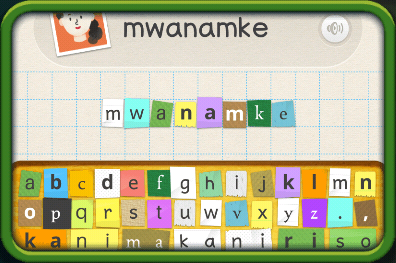 mwanamke
mwanamke
a b c d e f g h i j k l m n
o p q r s t u w v x y z . ,
k a n i m a k a n i r i s o